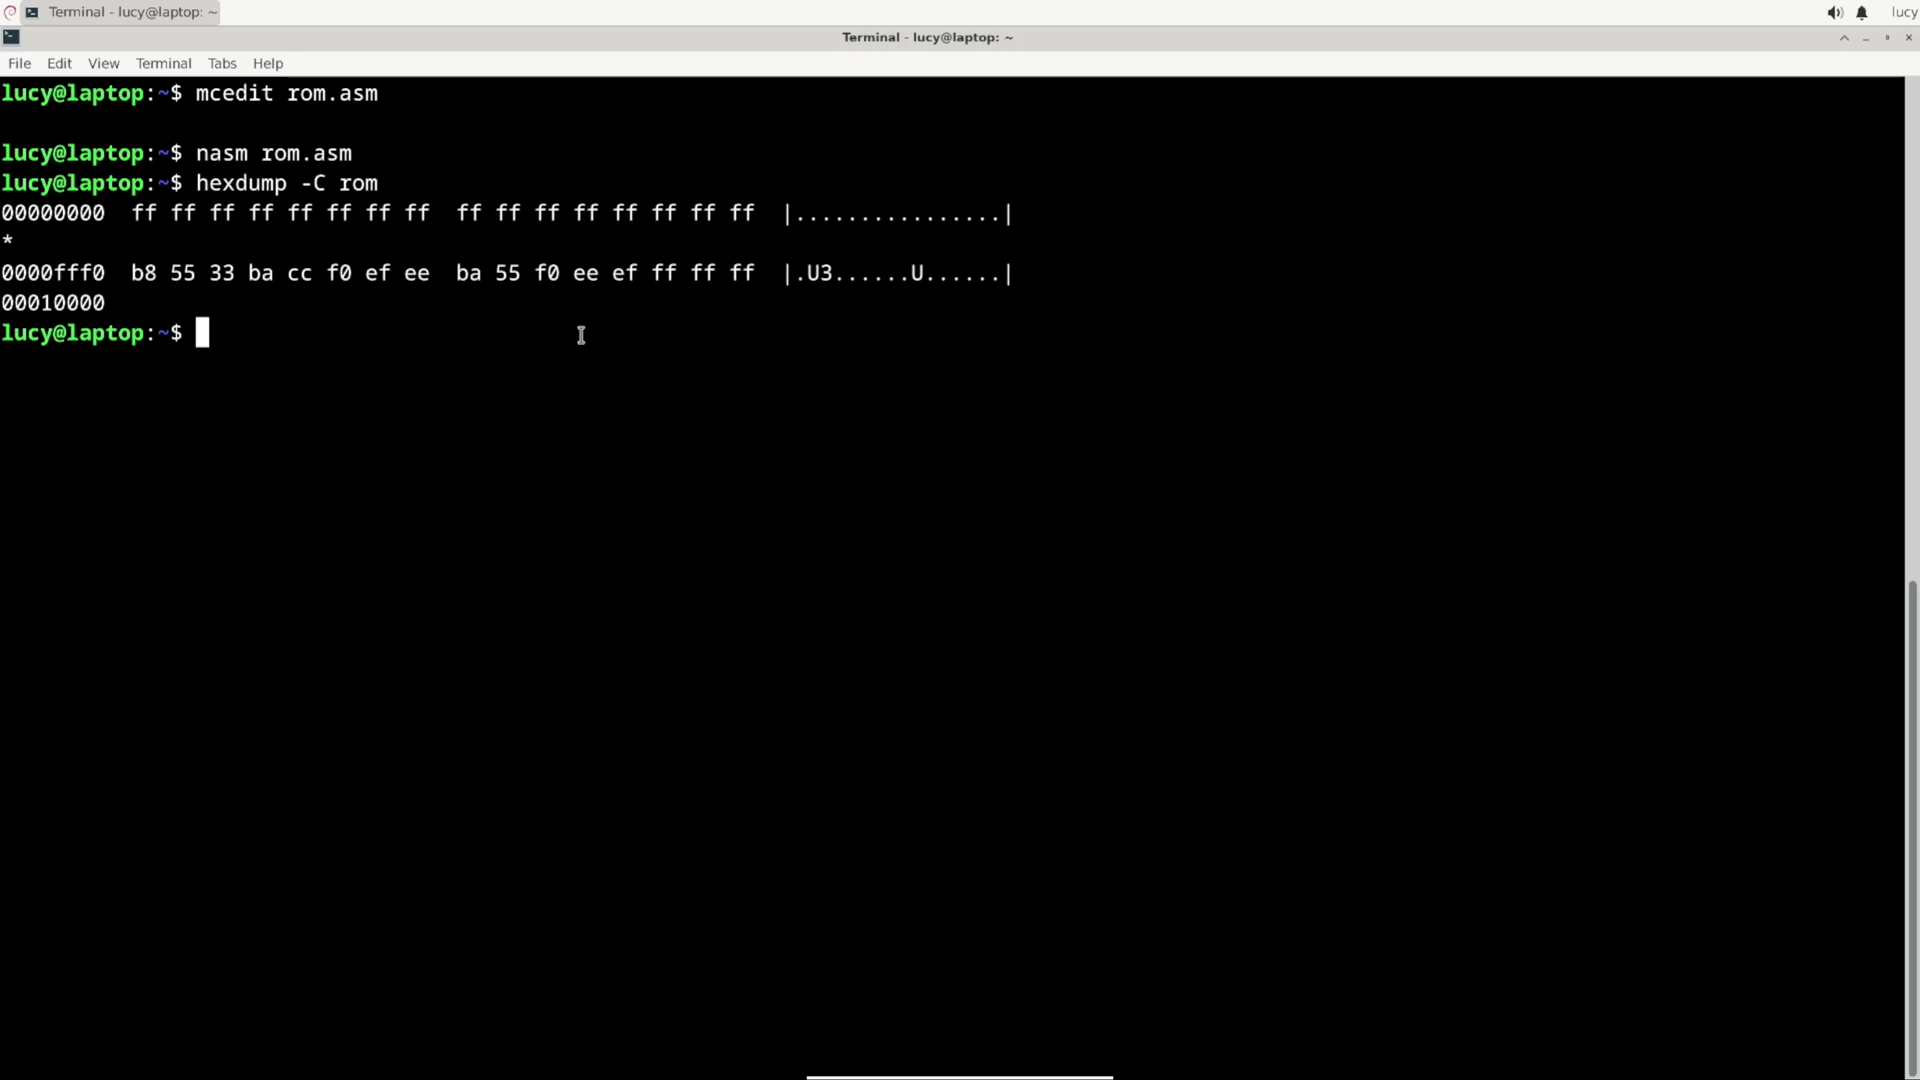 Terminal - lucy@laptop: ~
lucy
Terminal - lucy@laptop: ~
File Edit View Terminal Tabs Help
lucy@laptop:~$ mcedit rom.asm
lucy@laptop:~$ nasm rom.asm
lucy@laptop:~$ hexdump -C rom
00000000  ff ff ff ff ff ff ff ff  ff ff ff ff ff ff ff ff  |................|
*
0000fff0  b8 55 33 ba cc f0 ef ee  ba 55 f0 ee ef ff ff ff  |.U3......U......|
00010000
lucy@laptop:~$